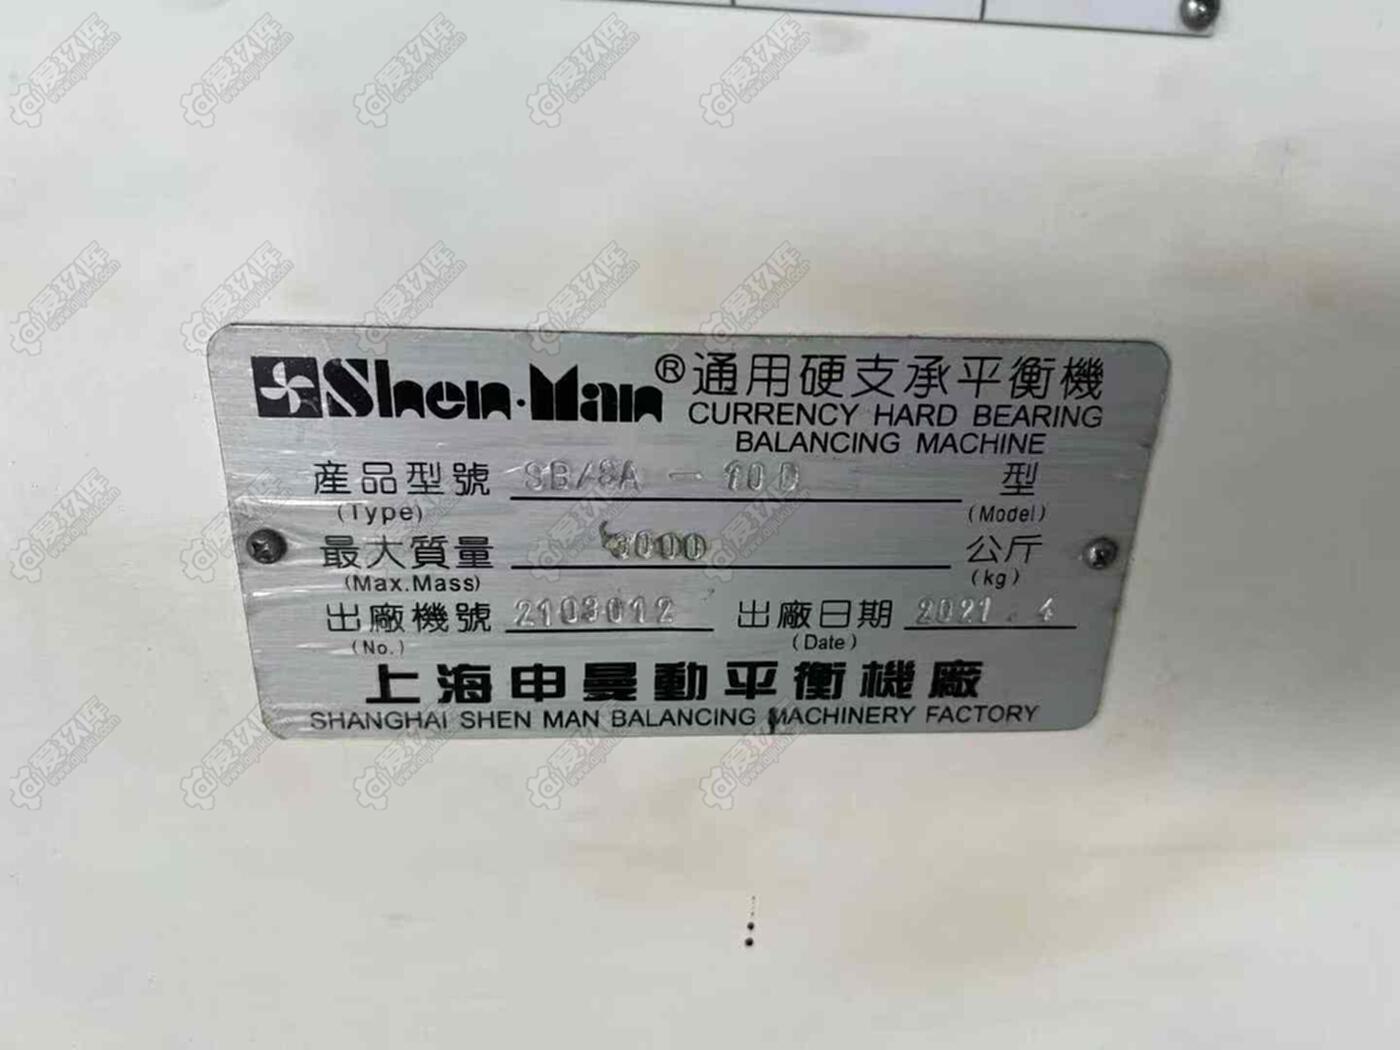 Shen·Man® 通用硬支承平衡機
CURRENCY HARD BEARING
BALANCING MACHINE
産品型號 SB/SA - 10D 型
(Type) (Model)
最大質量 3000 公斤
(Max.Mass) (kg)
出廠機號 2103012 出廠日期 2021.4
(No.) (Date)
上海申曼動平衡機廠
SHANGHAI SHEN MAN BALANCING MACHINERY FACTORY